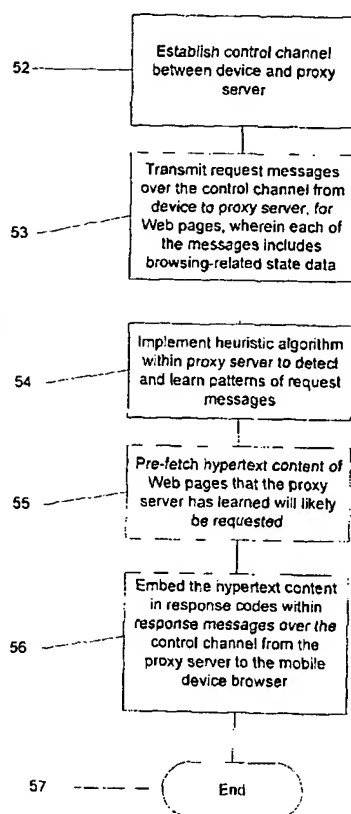 52
Establish control channel
between device and proxy
server
53
Transmit request messages
over the control channel from
device to proxy server, for
Web pages, wherein each of
the messages includes
browsing-related state data
54
Implement heuristic algorithm
within proxy server to detect
and learn patterns of request
messages
55
Pre-fetch hypertext content of
Web pages that the proxy
server has learned will likely
be requested
56
Embed the hypertext content
in response codes within
response messages over the
control channel from the
proxy server to the mobile
device browser
57
End